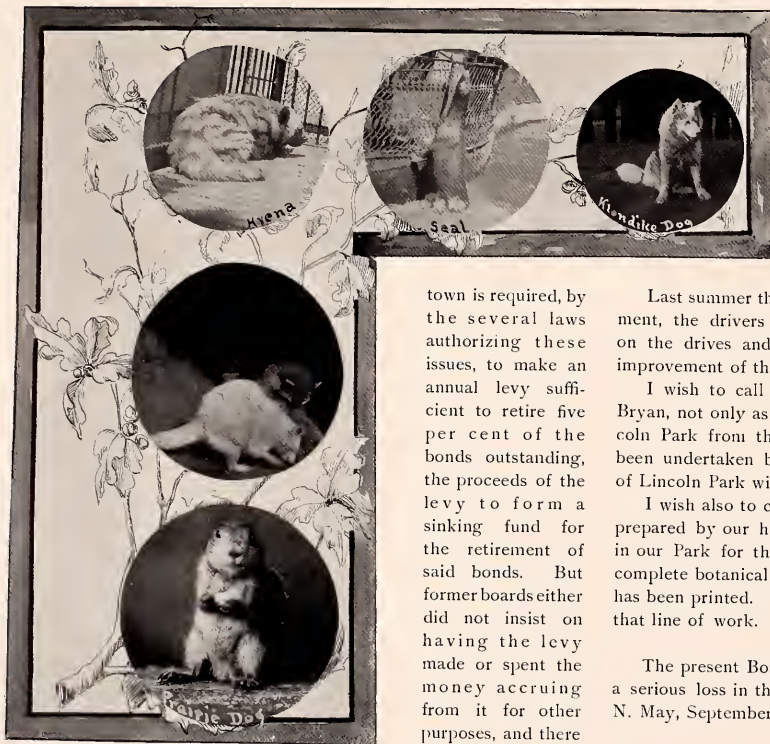 Hyena
Seal
Klondike Dog
Prairie Dog
town is required, by
the several laws
authorizing these
issues, to make an
annual levy suffi-
cient to retire five
per cent of the
bonds outstanding,
the proceeds of the
levy to form a
sinking fund for
the retirement of
said bonds. But
former boards either
did not insist on
having the levy
made or spent the
money accruing
from it for other
purposes, and there
Last summer th
ment, the drivers
on the drives and
improvement of th
I wish to call
Bryan, not only as
coln Park from th
been undertaken b
of Lincoln Park wi
I wish also to c
prepared by our h
in our Park for th
complete botanical
has been printed.
that line of work.
The present Bo
a serious loss in th
N. May, September